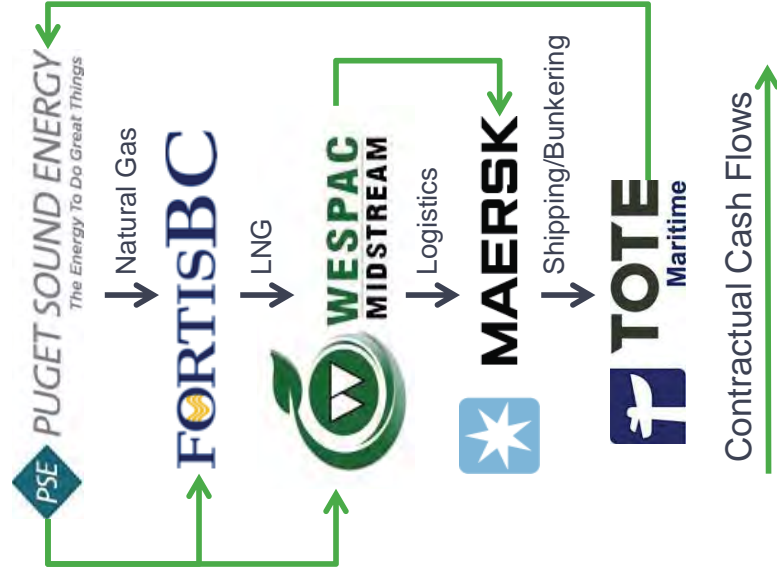 PSE
PUGET SOUND ENERGY
The Energy To Do Great Things
Natural Gas
FORTISBC
LNG
W
WESPAC
MIDSTREAM
Logistics
MAERSK
Shipping/Bunkering
TOTE
Maritime
Contractual Cash Flows